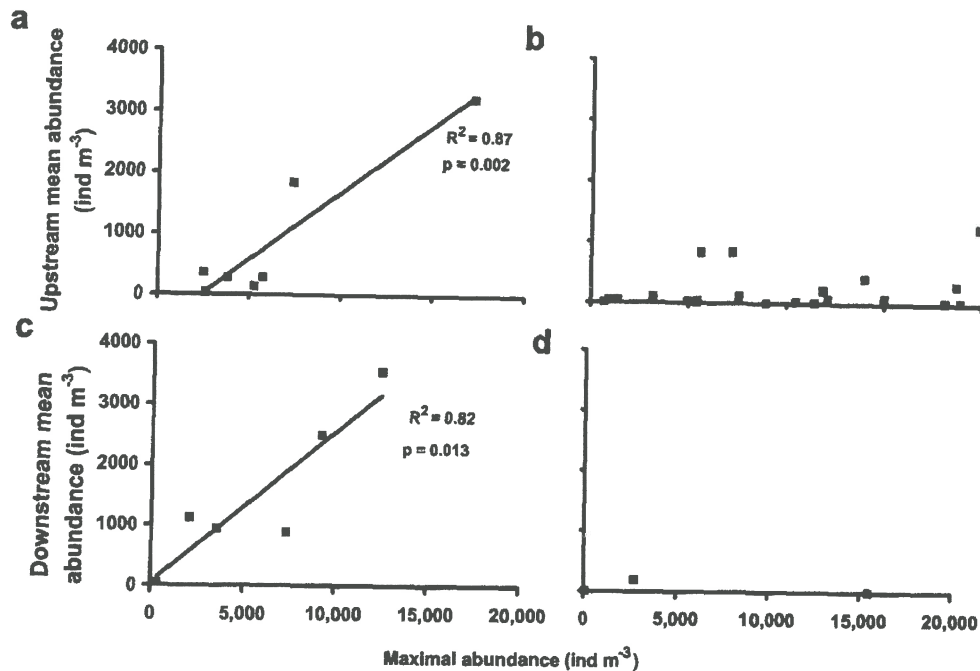 a
b
4000
3000
2000
1000
0
Upstream mean abundance
(ind m⁻³)
R² = 0.87
p = 0.002
c
d
4000
3000
2000
1000
0
Downstream mean
abundance (ind m⁻³)
R² = 0.82
p = 0.013
0
5,000
10,000
15,000
20,000
0
5,000
10,000
15,000
20,000
Maximal abundance (ind m⁻³)